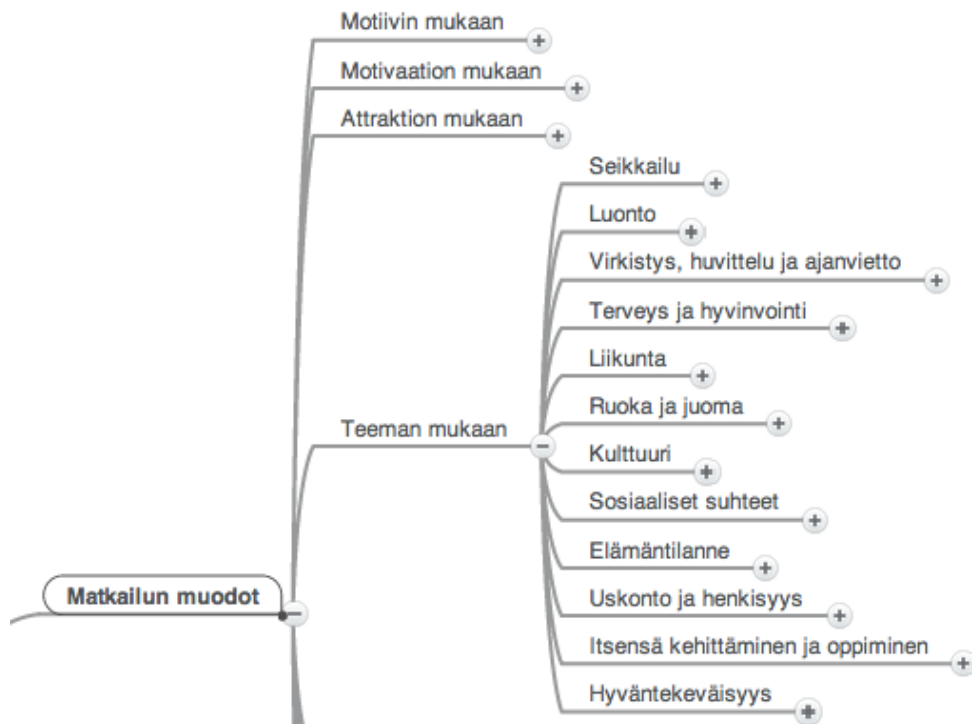 Motiivin mukaan
Motivaation mukaan
Attraktion mukaan
Seikkailu
Luonto
Virkistys, huvittelu ja ajanvietto
Terveys ja hyvinvointi
Liikunta
Ruoka ja juoma
Teeman mukaan
Kulttuuri
Sosiaaliset suhteet
Elämäntilanne
Matkailun muodot
Uskonto ja henkisyys
Itsensä kehittäminen ja oppiminen
Hyväntekeväisyys